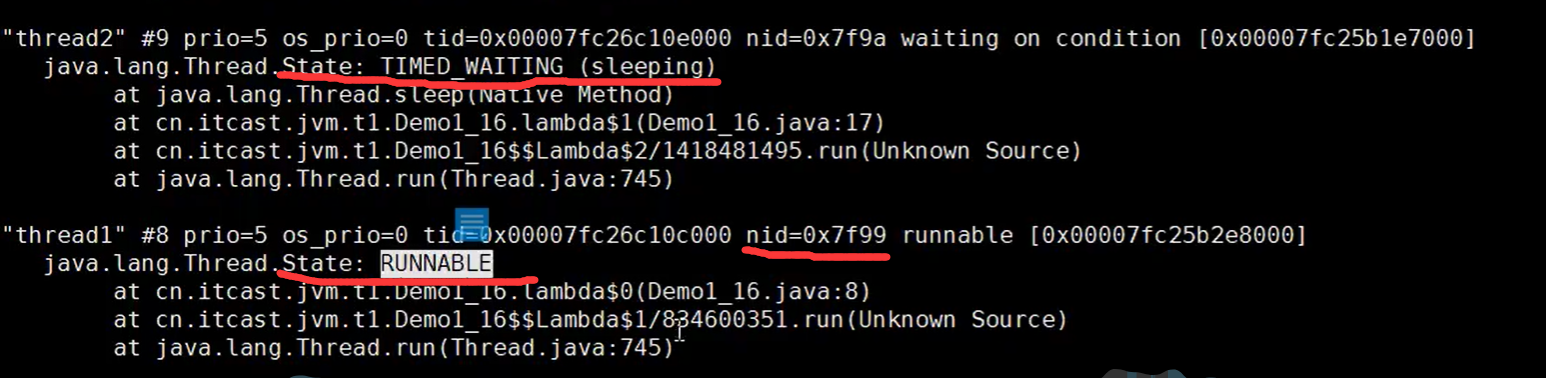 "thread2" #9 prio=5 os_prio=0 tid=0x00007fc26c10e000 nid=0x7f9a waiting on condition [0x00007fc25b1e7000]
java.lang.Thread.State: TIMED_WAITING (sleeping)
at java.lang.Thread.sleep(Native Method)
at cn.itcast.jvm.t1.Demo1_16.lambda$1(Demo1_16.java:17)
at cn.itcast.jvm.t1.Demo1_16$$Lambda$2/1418481495.run(Unknown Source)
at java.lang.Thread.run(Thread.java:745)
"thread1" #8 prio=5 os_prio=0 tid=0x00007fc26c10c000 nid=0x7f99 runnable [0x00007fc25b2e8000]
java.lang.Thread.State: RUNNABLE
at cn.itcast.jvm.t1.Demo1_16.lambda$0(Demo1_16.java:8)
at cn.itcast.jvm.t1.Demo1_16$$Lambda$1/834600351.run(Unknown Source)
at java.lang.Thread.run(Thread.java:745)